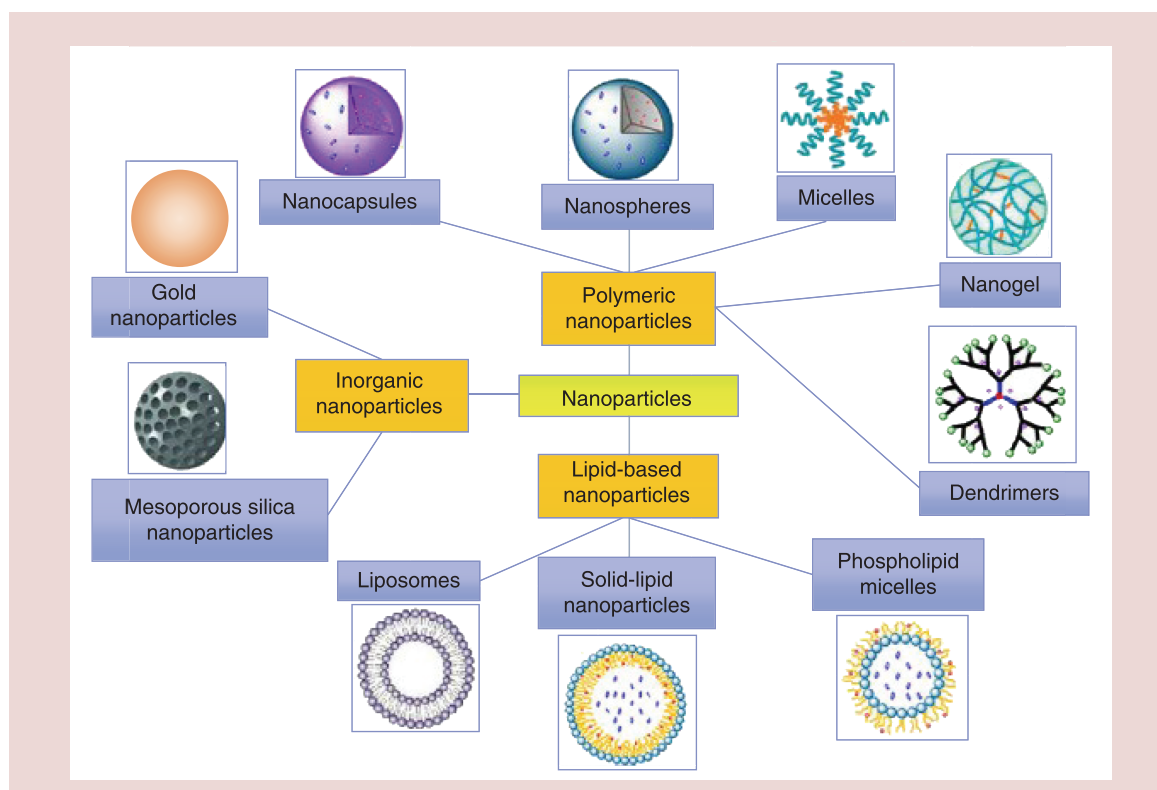 Nanocapsules
Nanospheres
Micelles
Gold
nanoparticles
Nanogel
Polymeric
nanoparticles
Inorganic
nanoparticles
Nanoparticles
Mesoporous silica
nanoparticles
Lipid-based
nanoparticles
Dendrimers
Liposomes
Solid-lipid
nanoparticles
Phospholipid
micelles